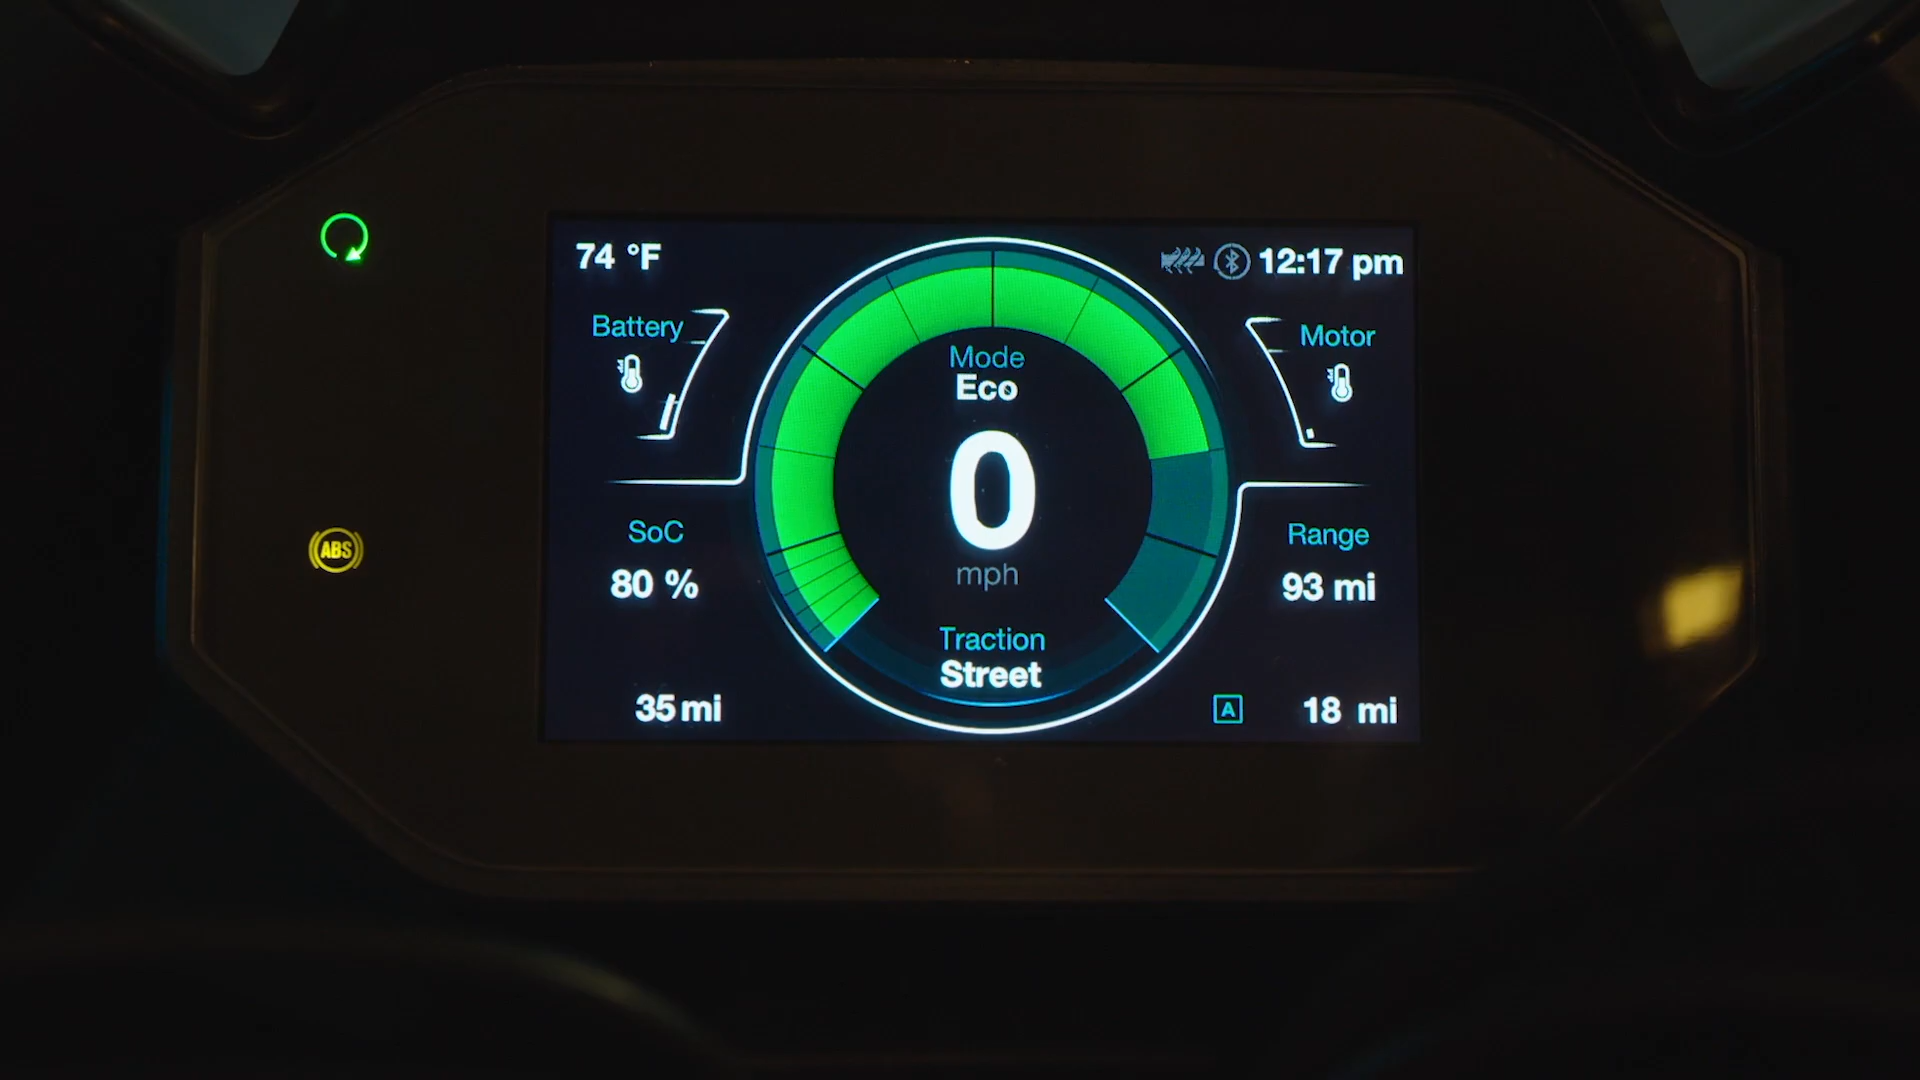 74 °F
12:17 pm
Battery
Motor
Mode
Eco
0
mph
ABS
SoC
80 %
Range
93 mi
Traction
Street
35 mi
A
18 mi